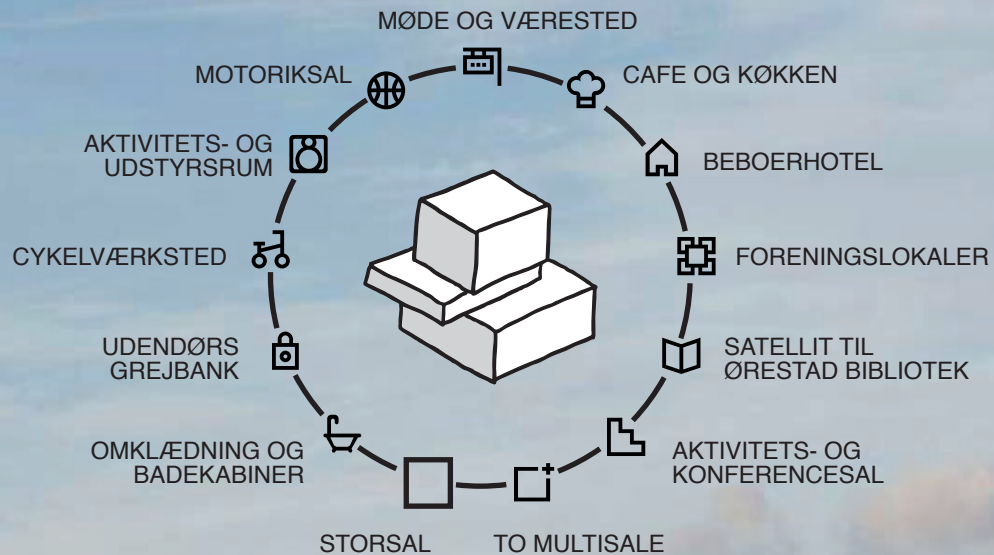 MØDE OG VÆRESTED
CAFE OG KØKKEN
BEBOERHOTEL
FORENINGSLOKALER
SATELLIT TIL
ØRESTAD BIBLIOTEK
AKTIVITETS- OG
KONFERENCESAL
TO MULTISALE
STORSAL
OMKLÆDNING OG
BADEKABINER
UDENDØRS
GREJBANK
CYKELVÆRKSTED
AKTIVITETS- OG
UDSTYRSRUM
MOTORIKSAL